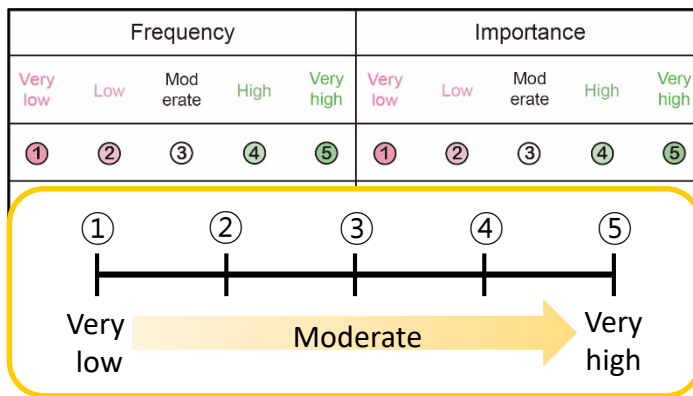 Frequency Importance
Very low Low Mod erate High Very high Very low Low Mod erate High Very high
① ② ③ ④ ⑤ ① ② ③ ④ ⑤
① ② ③ ④ ⑤
Very low Moderate Very high